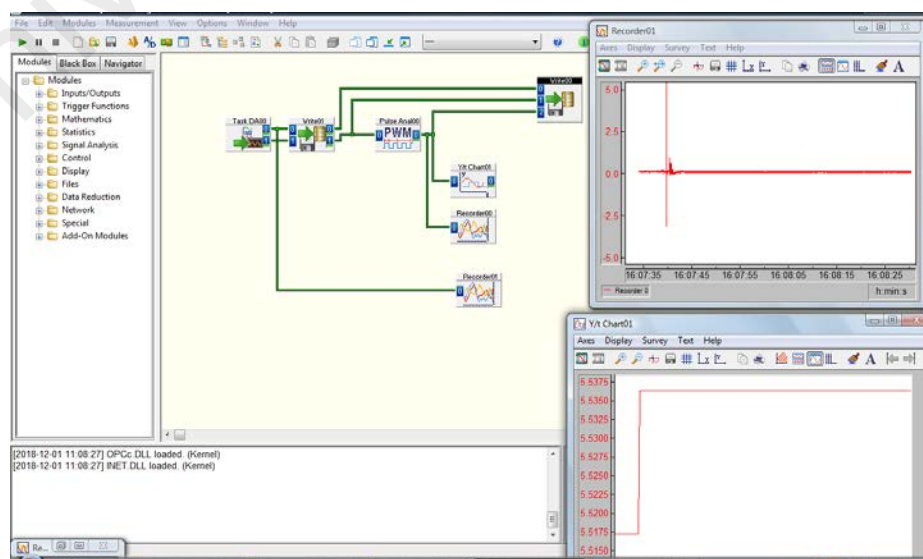 File Edit Modules Measurement View Options Window Help
Modules Black Box Navigator
Modules
Inputs/Outputs
Trigger Functions
Mathematics
Statistics
Signal Analysis
Control
Display
Files
Data Reduction
Network
Special
Add-On Modules
Write00
Task DA00 Write01 Pulse Anal00
PWM
Y/t Chart01
Recorder00
Recorder01
[2018-12-01 11:08:27] OPCc.DLL loaded. (Kernel)
[2018-12-01 11:08:27] INET.DLL loaded. (Kernel)
Re...
Recorder01
Axes Display Survey Text Help
5.0
2.5
0.0
-2.5
-5.0
16:07:35 16:07:45 16:07:55 16:08:05 16:08:15 16:08:25
Recorder 0 h:min:s
Y/t Chart01
Axes Display Survey Text Help
5.5375
5.5350
5.5325
5.5300
5.5275
5.5250
5.5225
5.5200
5.5175
5.5150